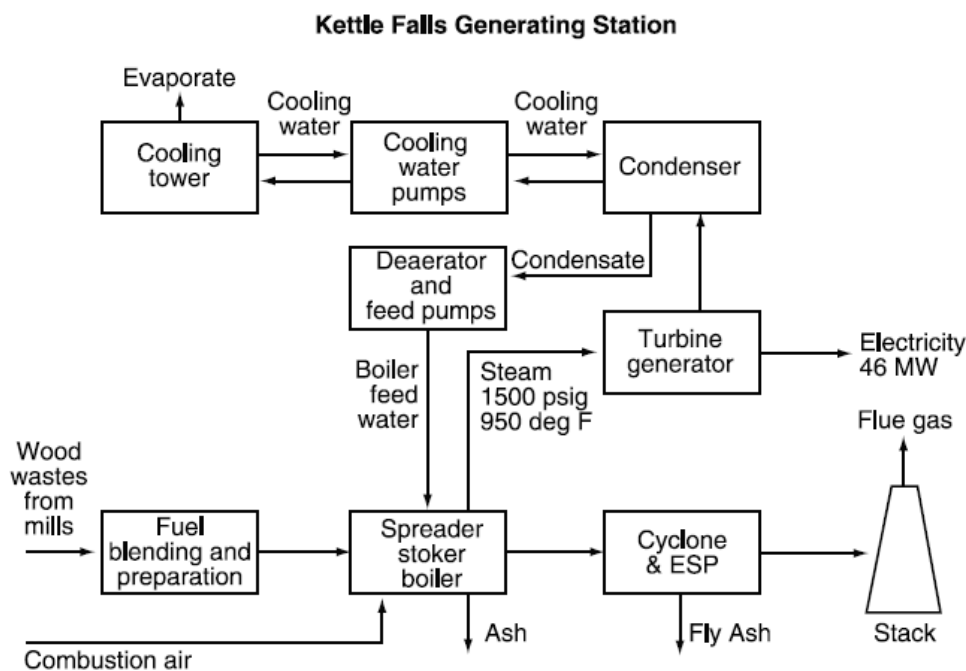 Kettle Falls Generating Station
Evaporate
Cooling
water
Cooling
water
Cooling
tower
Cooling
water
pumps
Condenser
Deaerator
and
feed pumps
Condensate
Turbine
generator
Electricity
46 MW
Boiler
feed
water
Steam
1500 psig
950 deg F
Flue gas
Wood
wastes
from
mills
Fuel
blending and
preparation
Spreader
stoker
boiler
Cyclone
& ESP
Stack
Ash
Fly Ash
Combustion air